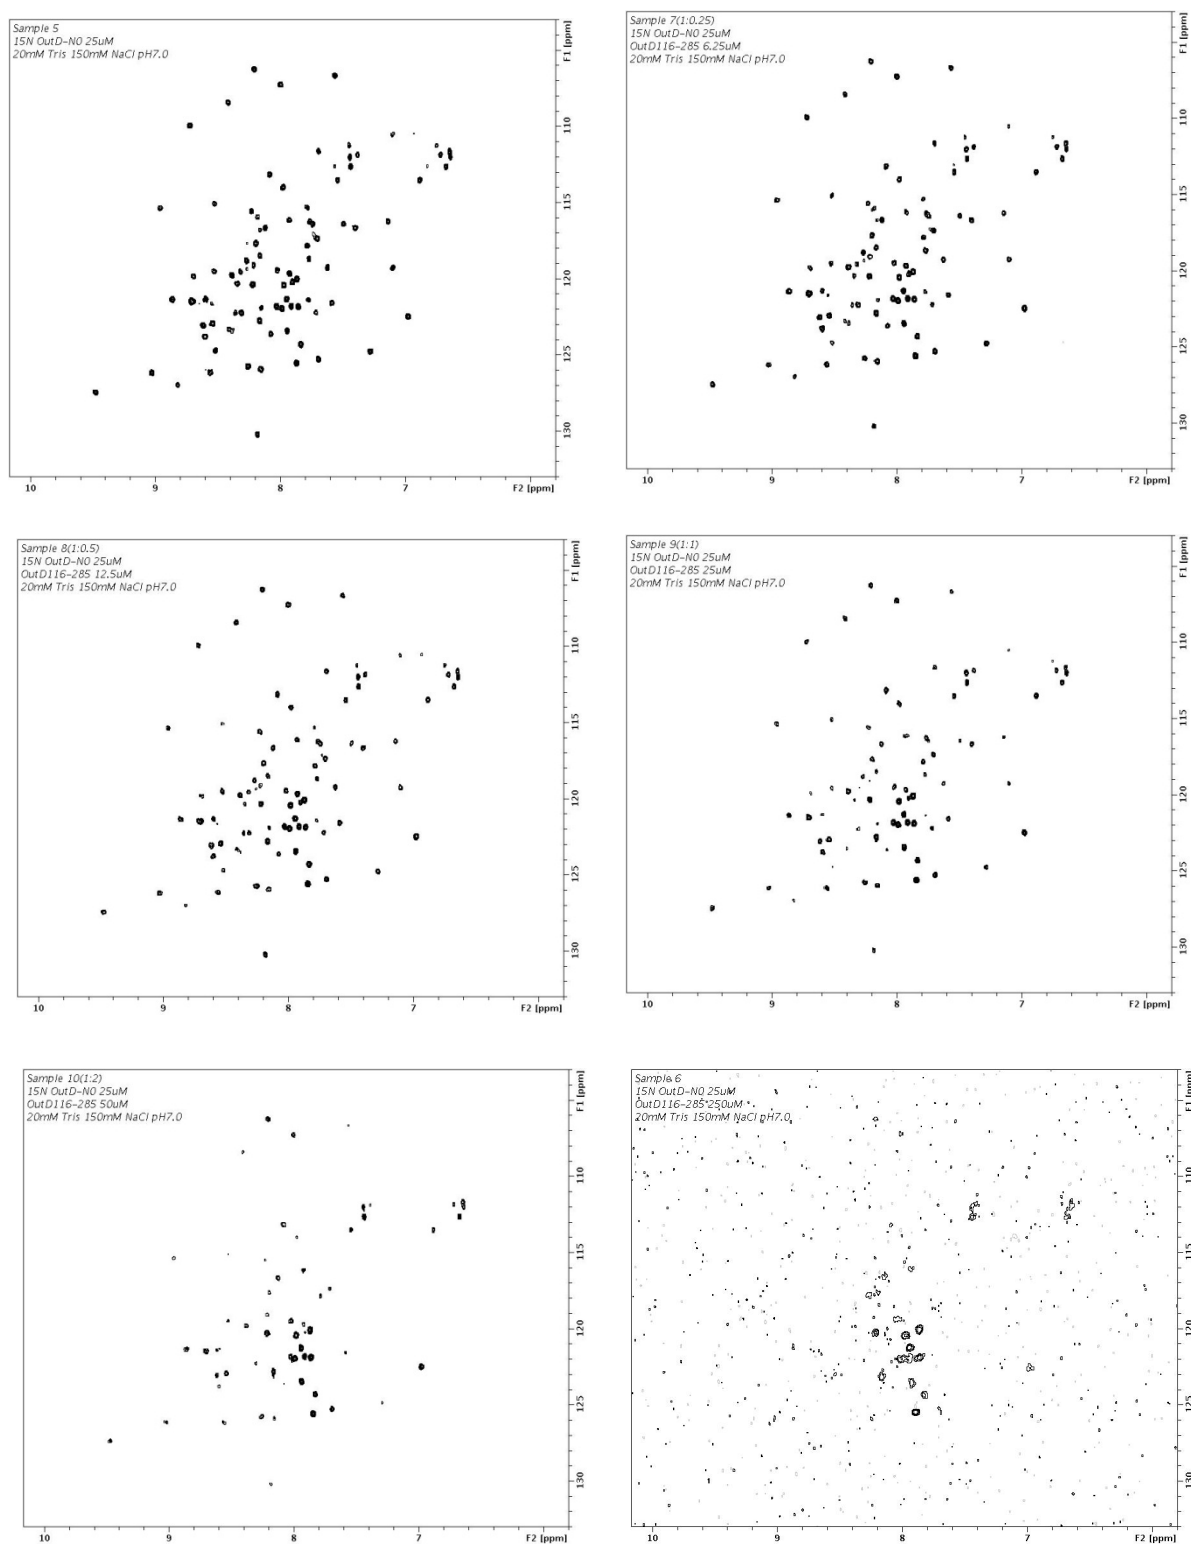 Sample 5
15N OutD-N0 25uM
20mM Tris 150mM NaCl pH7.0
F1 [ppm]
110
115
120
125
130
10 9 8 7 F2 [ppm]
Sample 7(1:0.25)
15N OutD-N0 25uM
OutD116-285 6.25uM
20mM Tris 150mM NaCl pH7.0
F1 [ppm]
110
115
120
125
130
10 9 8 7 F2 [ppm]
Sample 8(1:0.5)
15N OutD-N0 25uM
OutD116-285 12.5uM
20mM Tris 150mM NaCl pH7.0
F1 [ppm]
110
115
120
125
130
10 9 8 7 F2 [ppm]
Sample 9(1:1)
15N OutD-N0 25uM
OutD116-285 25uM
20mM Tris 150mM NaCl pH7.0
F1 [ppm]
110
115
120
125
130
10 9 8 7 F2 [ppm]
Sample 10(1:2)
15N OutD-N0 25uM
OutD116-285 50uM
20mM Tris 150mM NaCl pH7.0
F1 [ppm]
110
115
120
125
130
10 9 8 7 F2 [ppm]
Sample 6
15N OutD-N0 25uM
OutD116-285 250uM
20mM Tris 150mM NaCl pH7.0
F1 [ppm]
110
115
120
125
130
10 9 8 7 F2 [ppm]